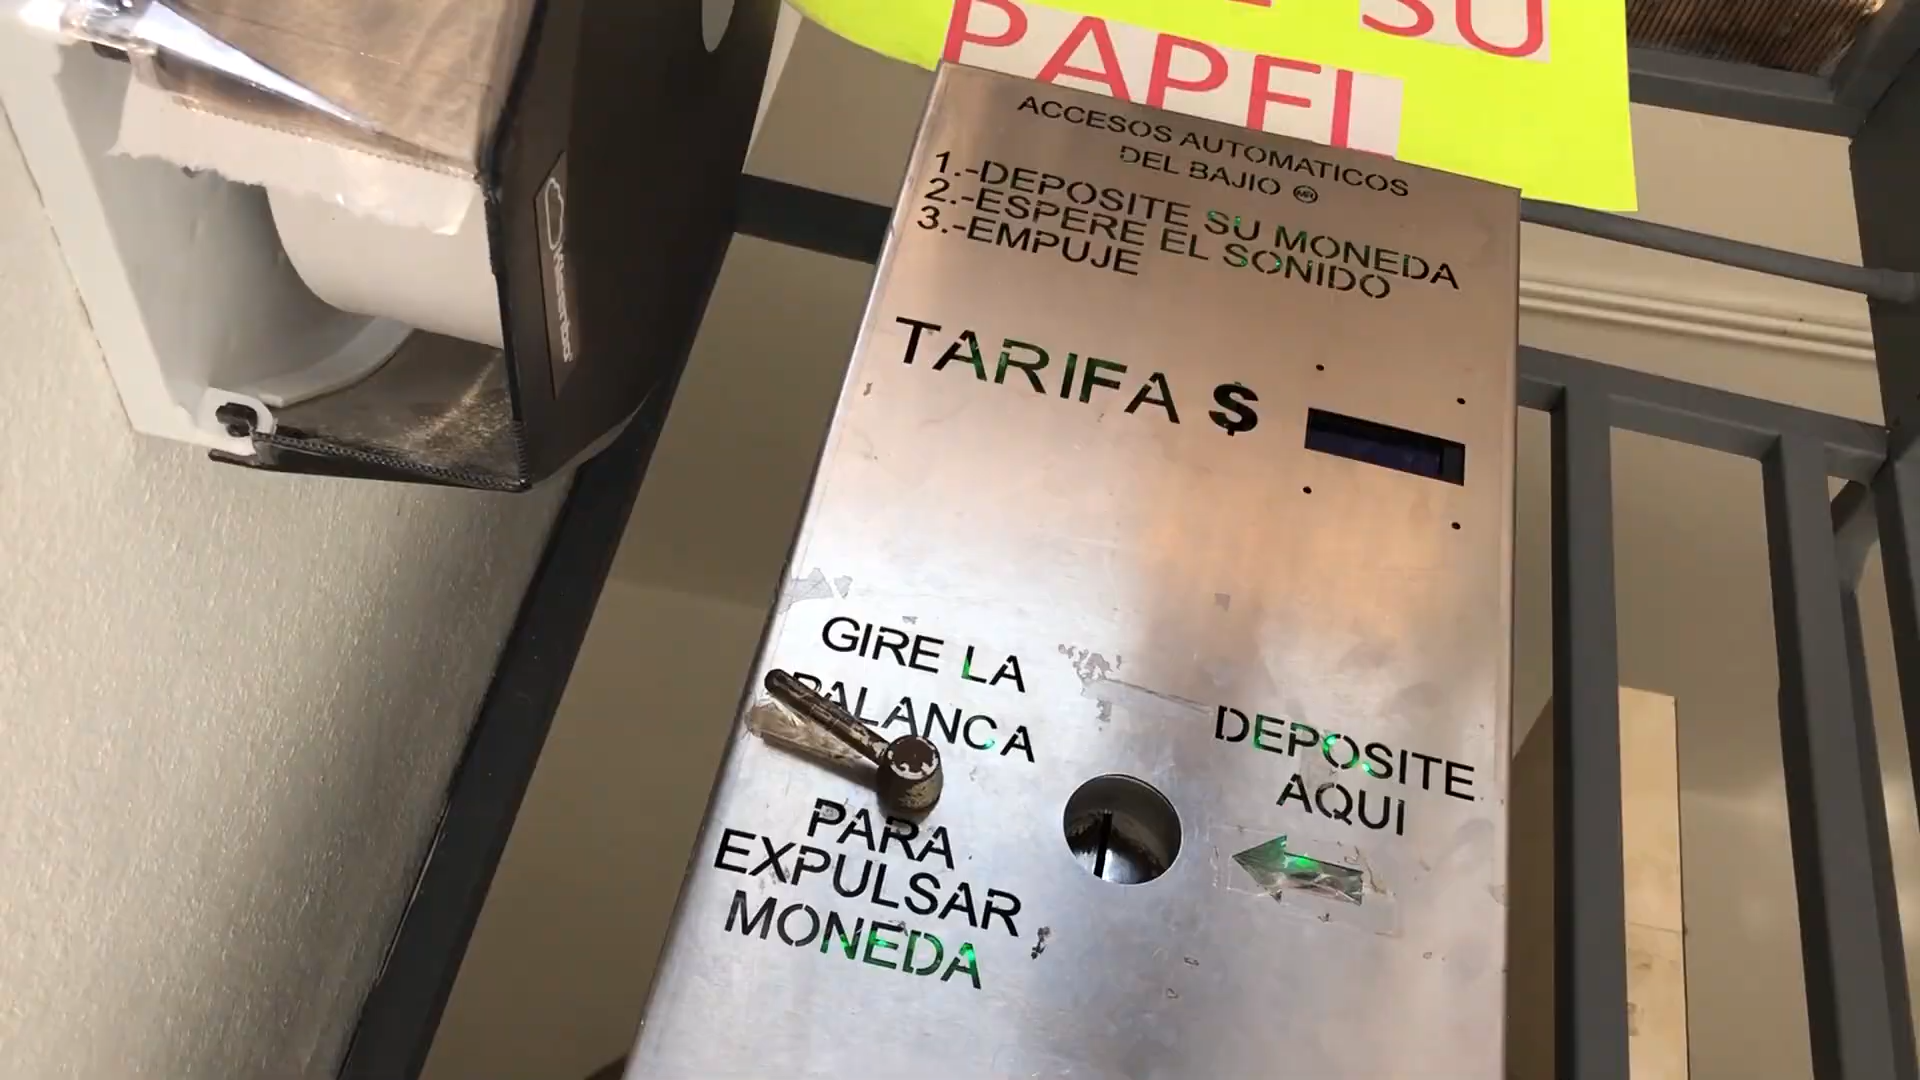 SU
PAPEL
ACCESOS AUTOMATICOS
DEL BAJIO MR
1.-DEPOSITE SU MONEDA
2.-ESPERE EL SONIDO
3.-EMPUJE
TARIFA $
GIRE LA
PALANCA
PARA
EXPULSAR
MONEDA
DEPOSITE
AQUI